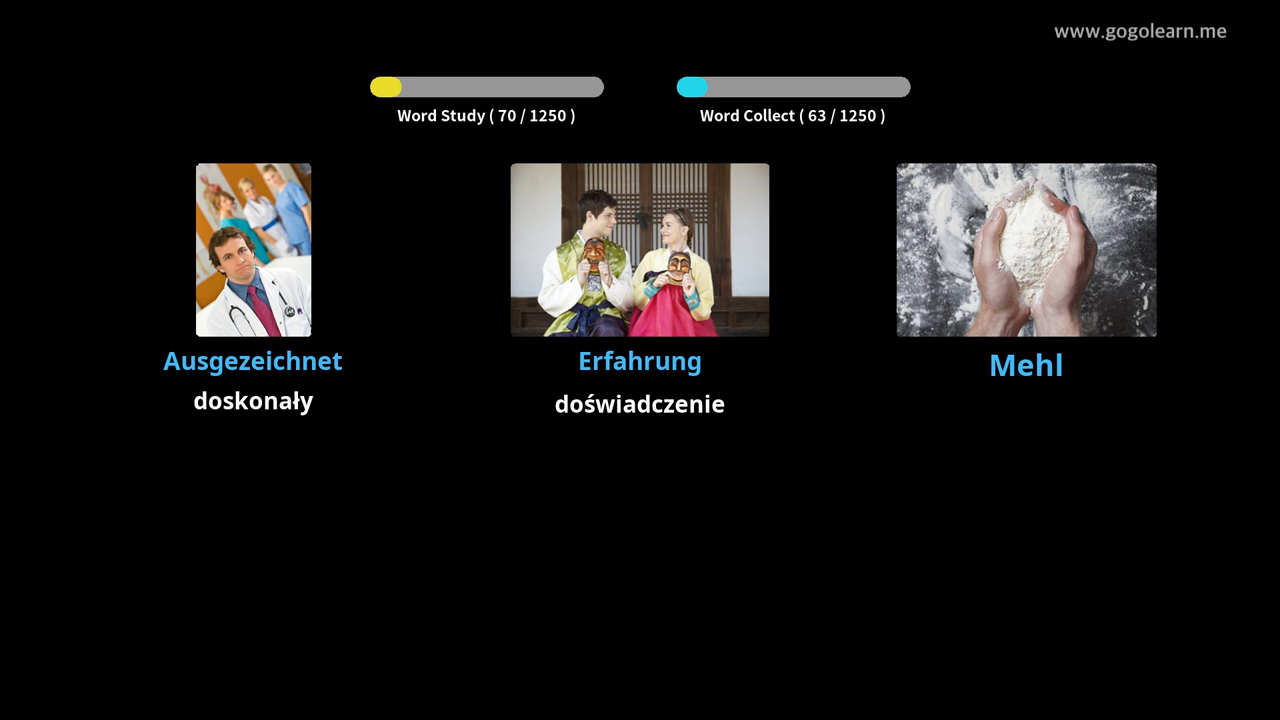 www.gogolearn.me
Word Study ( 70 / 1250 )
Word Collect ( 63 / 1250 )
Ausgezeichnet
doskonały
Erfahrung
doświadczenie
Mehl